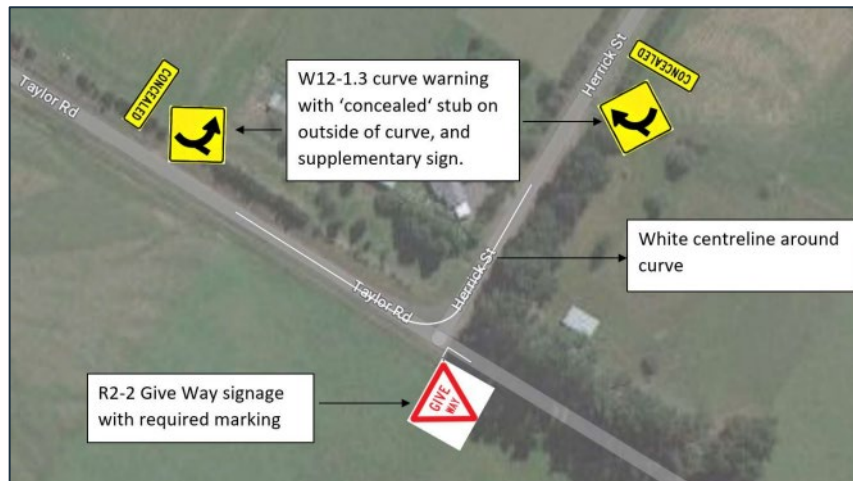 CONCEALED
Taylor Rd
W12-1.3 curve warning
with ‘concealed‘ stub on
outside of curve, and
supplementary sign.
Herrick St
CONCEALED
White centreline around
curve
Herrick St
Taylor Rd
R2-2 Give Way signage
with required marking
GIVE
WAY